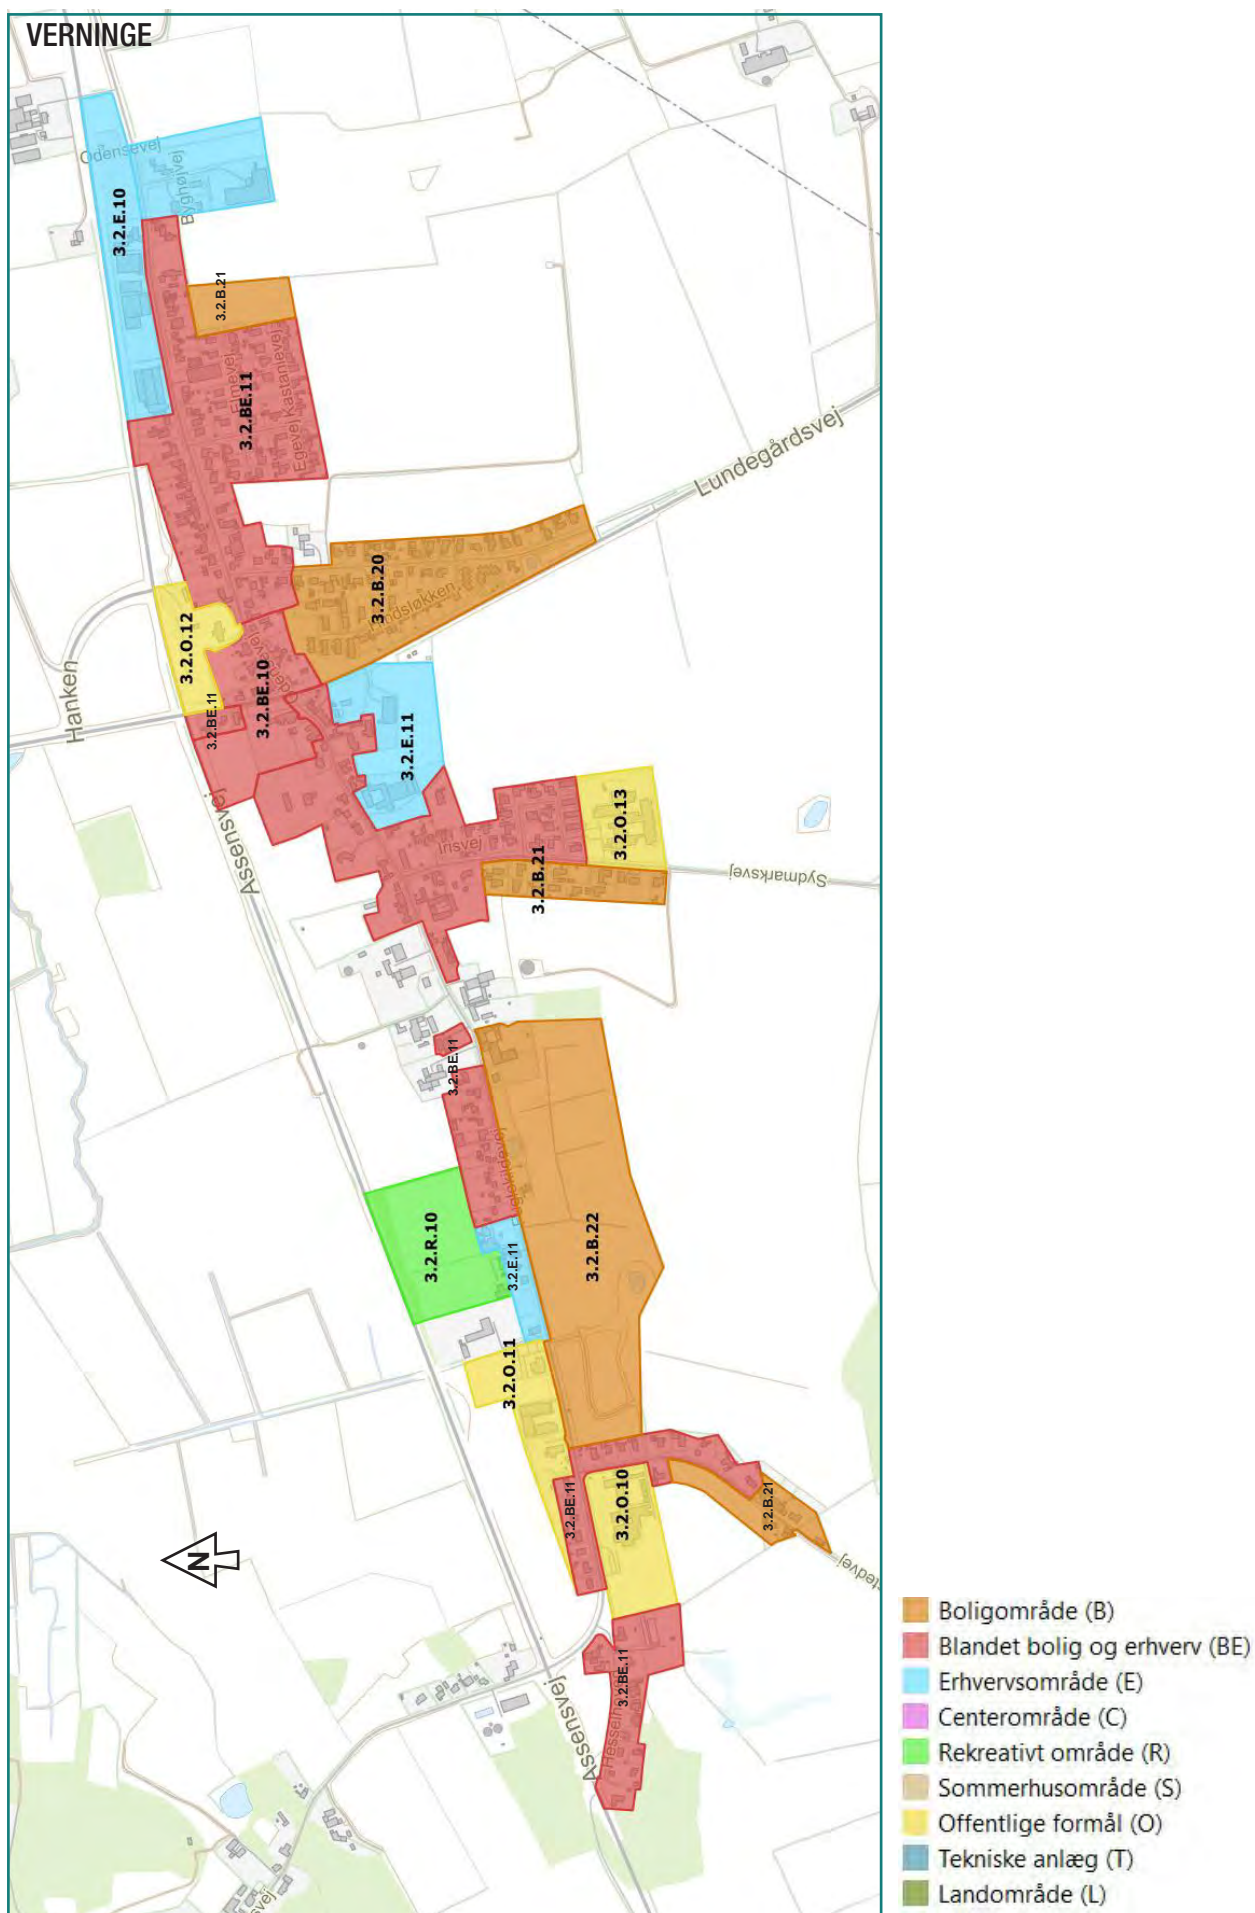 VERNINGE
Odensevej
Byghøjvej
3.2.E.10
3.2.B.21
Elmevej
Kastanievej
Egevej
3.2.BE.11
Lundegårdsvej
3.2.B.20
3.2.O.12
Hanken
3.2.BE.11
3.2.BE.10
3.2.E.11
Assensvej
Irisvej
3.2.O.13
3.2.B.21
Sydmarksvej
3.2.BE.11
3.2.R.10
3.2.E.11
3.2.B.22
3.2.O.11
3.2.BE.11
3.2.O.10
3.2.B.21
N
stedvej
Assensvej
3.2.BE.11
svej
Boligområde (B)
Blandet bolig og erhverv (BE)
Erhvervsområde (E)
Centerområde (C)
Rekreativt område (R)
Sommerhusområde (S)
Offentlige formål (O)
Tekniske anlæg (T)
Landområde (L)